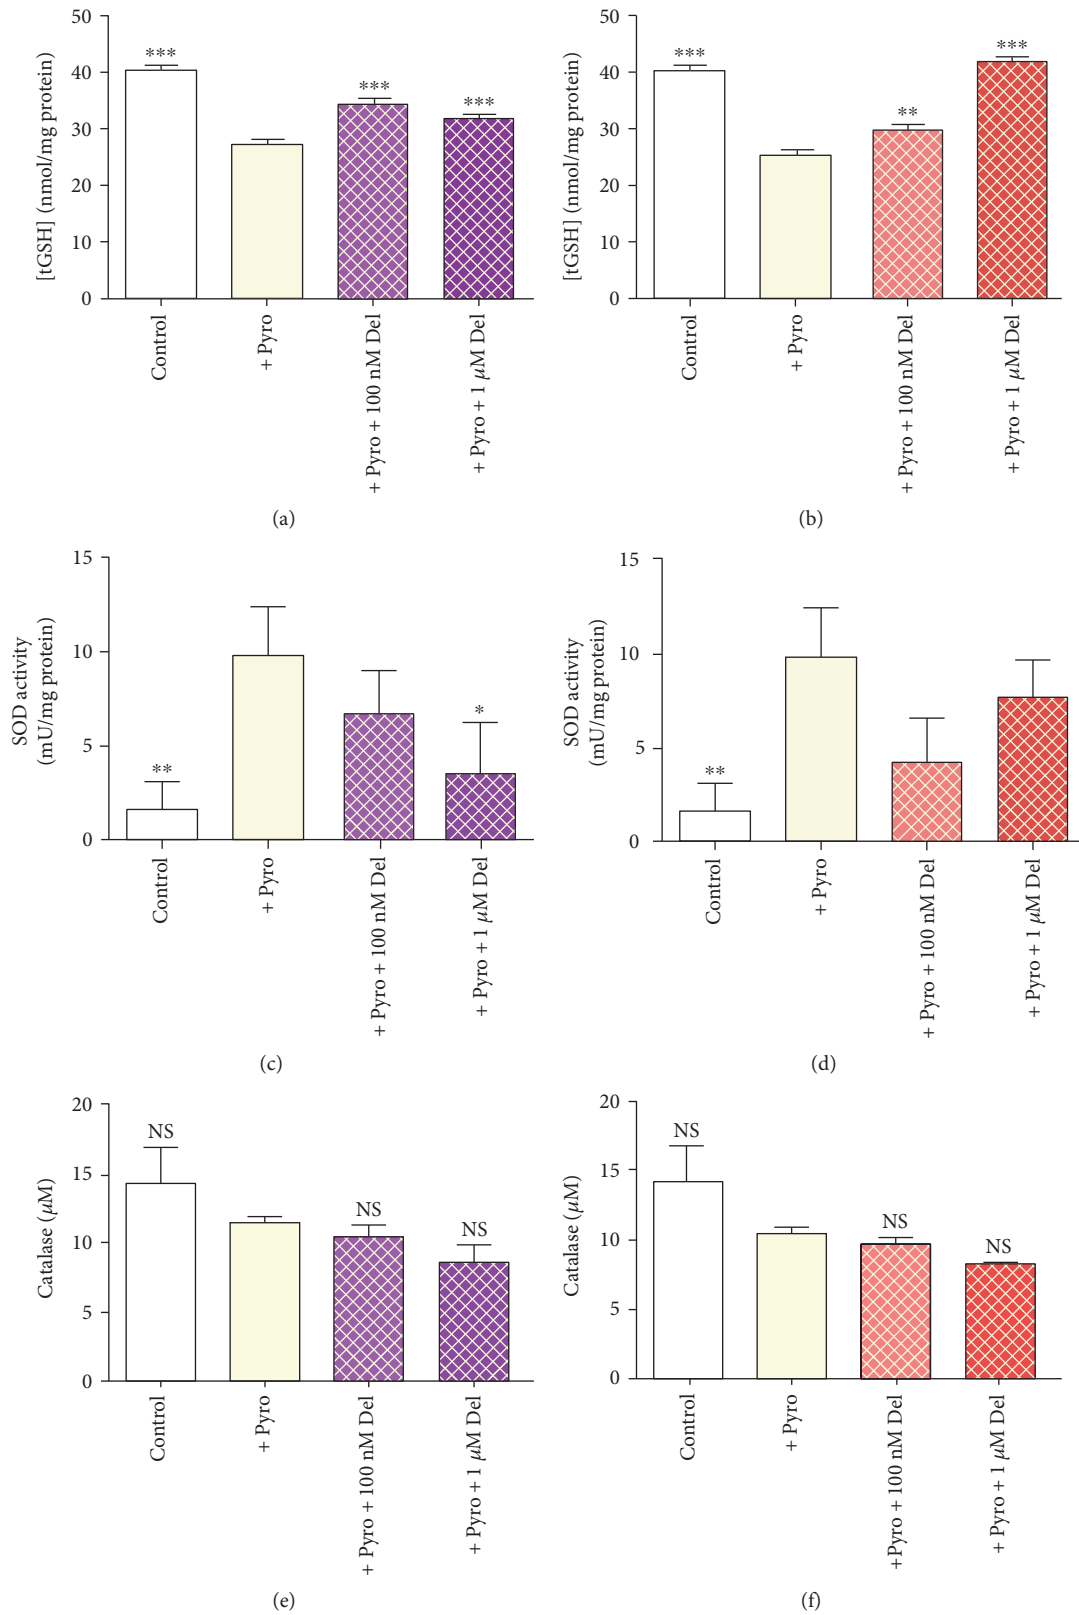 50
40
30
20
10
0
[tGSH] (nmol/mg protein)
***
***
***
Control
+ Pyro
+ Pyro + 100 nM Del
+ Pyro + 1 μM Del
(a)
50
40
30
20
10
0
[tGSH] (nmol/mg protein)
***
**
***
Control
+ Pyro
+ Pyro + 100 nM Del
+ Pyro + 1 μM Del
(b)
15
10
5
0
SOD activity
(mU/mg protein)
**
*
Control
+ Pyro
+ Pyro + 100 nM Del
+ Pyro + 1 μM Del
(c)
15
10
5
0
SOD activity
(mU/mg protein)
**
Control
+ Pyro
+ Pyro + 100 nM Del
+ Pyro + 1 μM Del
(d)
20
15
10
5
0
Catalase (μM)
NS
NS
NS
Control
+ Pyro
+ Pyro + 100 nM Del
+ Pyro + 1 μM Del
(e)
20
15
10
5
0
Catalase (μM)
NS
NS
NS
Control
+ Pyro
+Pyro + 100 nM Del
+ Pyro + 1 μM Del
(f)